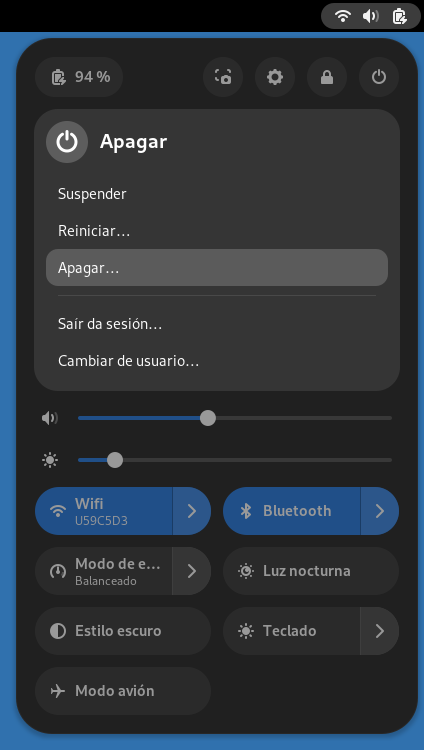 94 %
Apagar
Suspender
Reiniciar…
Apagar…
Saír da sesión…
Cambiar de usuario…
Wifi
U59C5D3
Bluetooth
Modo de e…
Balanceado
Luz nocturna
Estilo escuro
Teclado
Modo avión